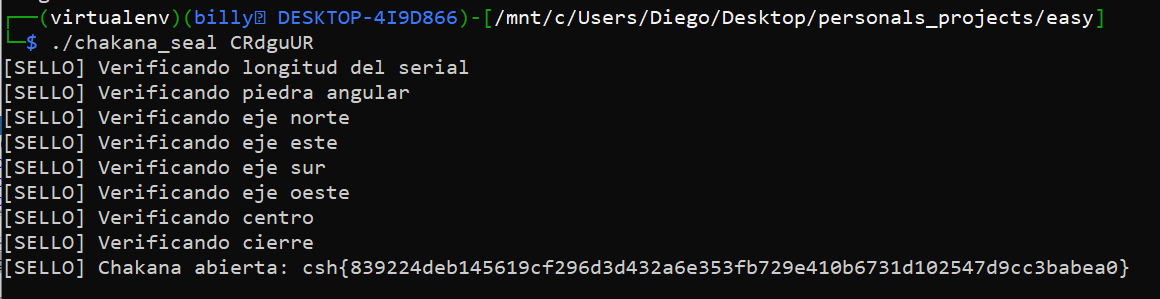 ┌──(virtualenv)(billy㉿DESKTOP-4I9D866)-[/mnt/c/Users/Diego/Desktop/personals_projects/easy]
└─$ ./chakana_seal CRdguUR
[SELLO] Verificando longitud del serial
[SELLO] Verificando piedra angular
[SELLO] Verificando eje norte
[SELLO] Verificando eje este
[SELLO] Verificando eje sur
[SELLO] Verificando eje oeste
[SELLO] Verificando centro
[SELLO] Verificando cierre
[SELLO] Chakana abierta: csh{839224deb145619cf296d3d432a6e353fb729e410b6731d102547d9cc3babea0}